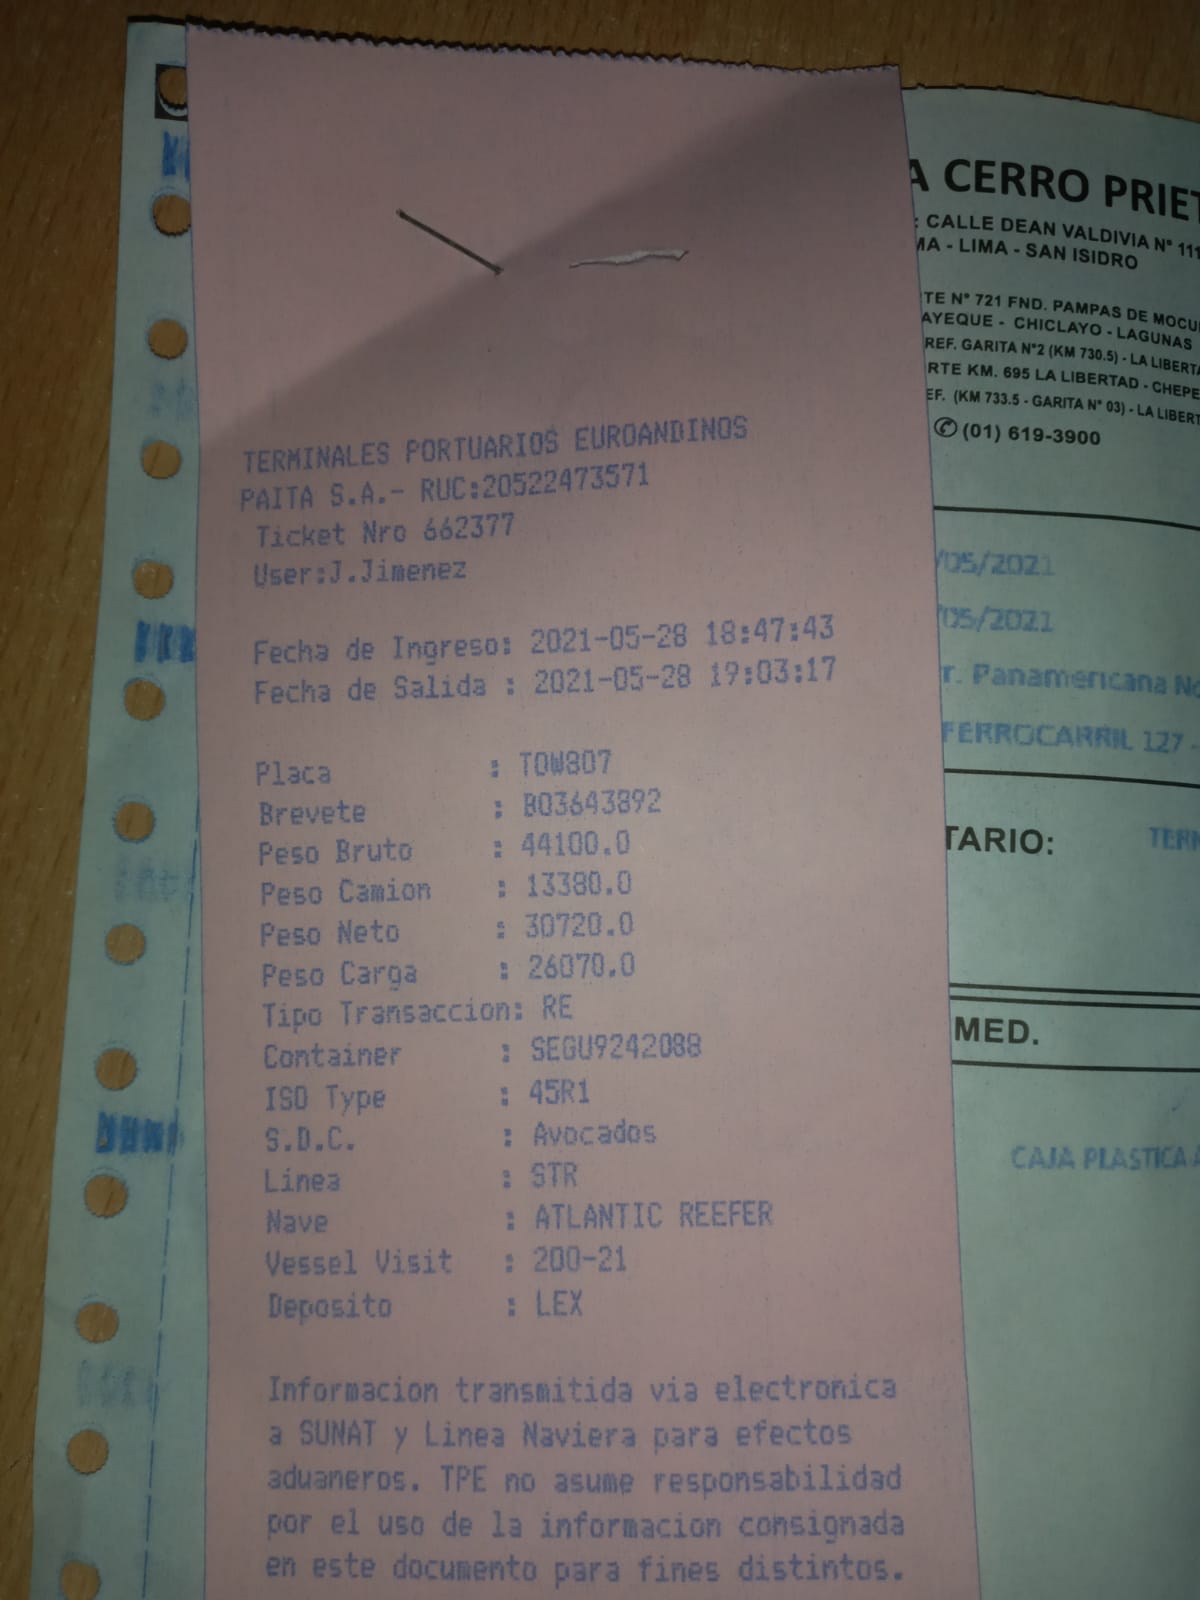 TERMINALES PORTUARIOS EUROANDINOS
PAITA S.A.- RUC:20522473571
Ticket Nro 662377
User:J.Jimenez
Fecha de Ingreso: 2021-05-28 18:47:43
Fecha de Salida : 2021-05-28 19:03:17
Placa : TOW807
Brevete : B03643892
Peso Bruto : 44100.0
Peso Camion : 13380.0
Peso Neto : 30720.0
Peso Carga : 26070.0
Tipo Transaccion: RE
Container : SEGU9242088
ISO Type : 45R1
S.D.C. : Avocados
Linea : STR
Nave : ATLANTIC REEFER
Vessel Visit : 200-21
Deposito : LEX
Informacion transmitida via electronica
a SUNAT y Linea Naviera para efectos
aduaneros. TPE no asume responsabilidad
por el uso de la informacion consignada
en este documento para fines distintos.
A CERRO PRIET
: CALLE DEAN VALDIVIA N° 111
MA - LIMA - SAN ISIDRO
TE N° 721 FND. PAMPAS DE MOCU
AYEQUE - CHICLAYO - LAGUNAS
REF. GARITA N°2 (KM 730.5) - LA LIBERTA
RTE KM. 695 LA LIBERTAD - CHEPE
EF. (KM 733.5 - GARITA N° 03) - LA LIBERT
(01) 619-3900
/05/2021
/05/2021
r. Panamericana No
FERROCARRIL 127 -
TARIO: TERM
MED.
CAJA PLASTICA A